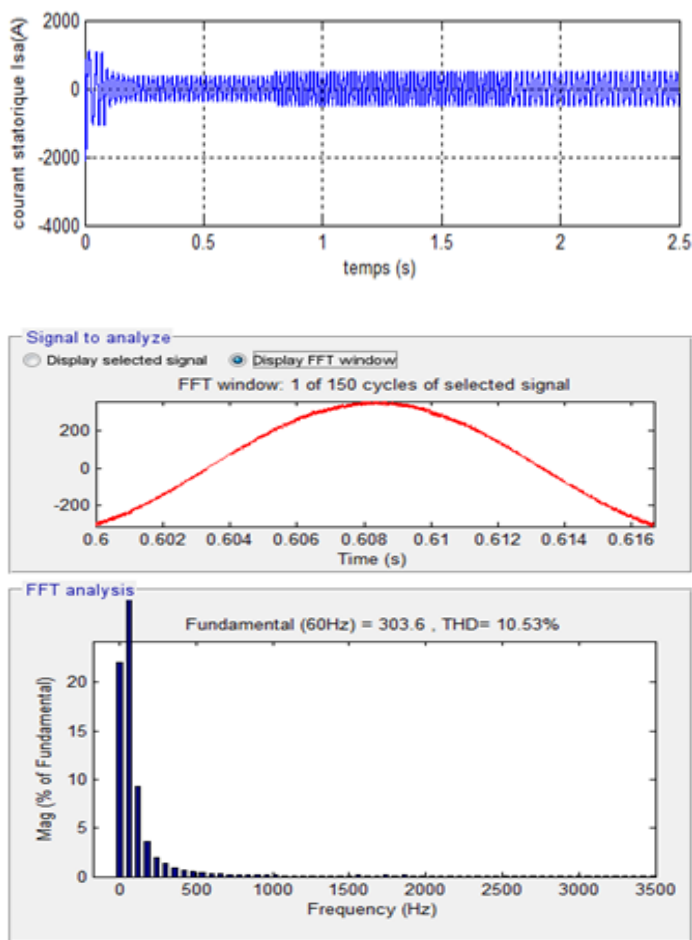 2000
0
-2000
-4000
courant statorique Isa(A)
0 0.5 1 1.5 2 2.5
temps (s)
Signal to analyze
Display selected signal Display FFT window
FFT window: 1 of 150 cycles of selected signal
200
0
-200
0.6 0.602 0.604 0.606 0.608 0.61 0.612 0.614 0.616
Time (s)
FFT analysis
Fundamental (60Hz) = 303.6 , THD= 10.53%
20
15
10
5
0
Mag (% of Fundamental)
0 500 1000 1500 2000 2500 3000 3500
Frequency (Hz)